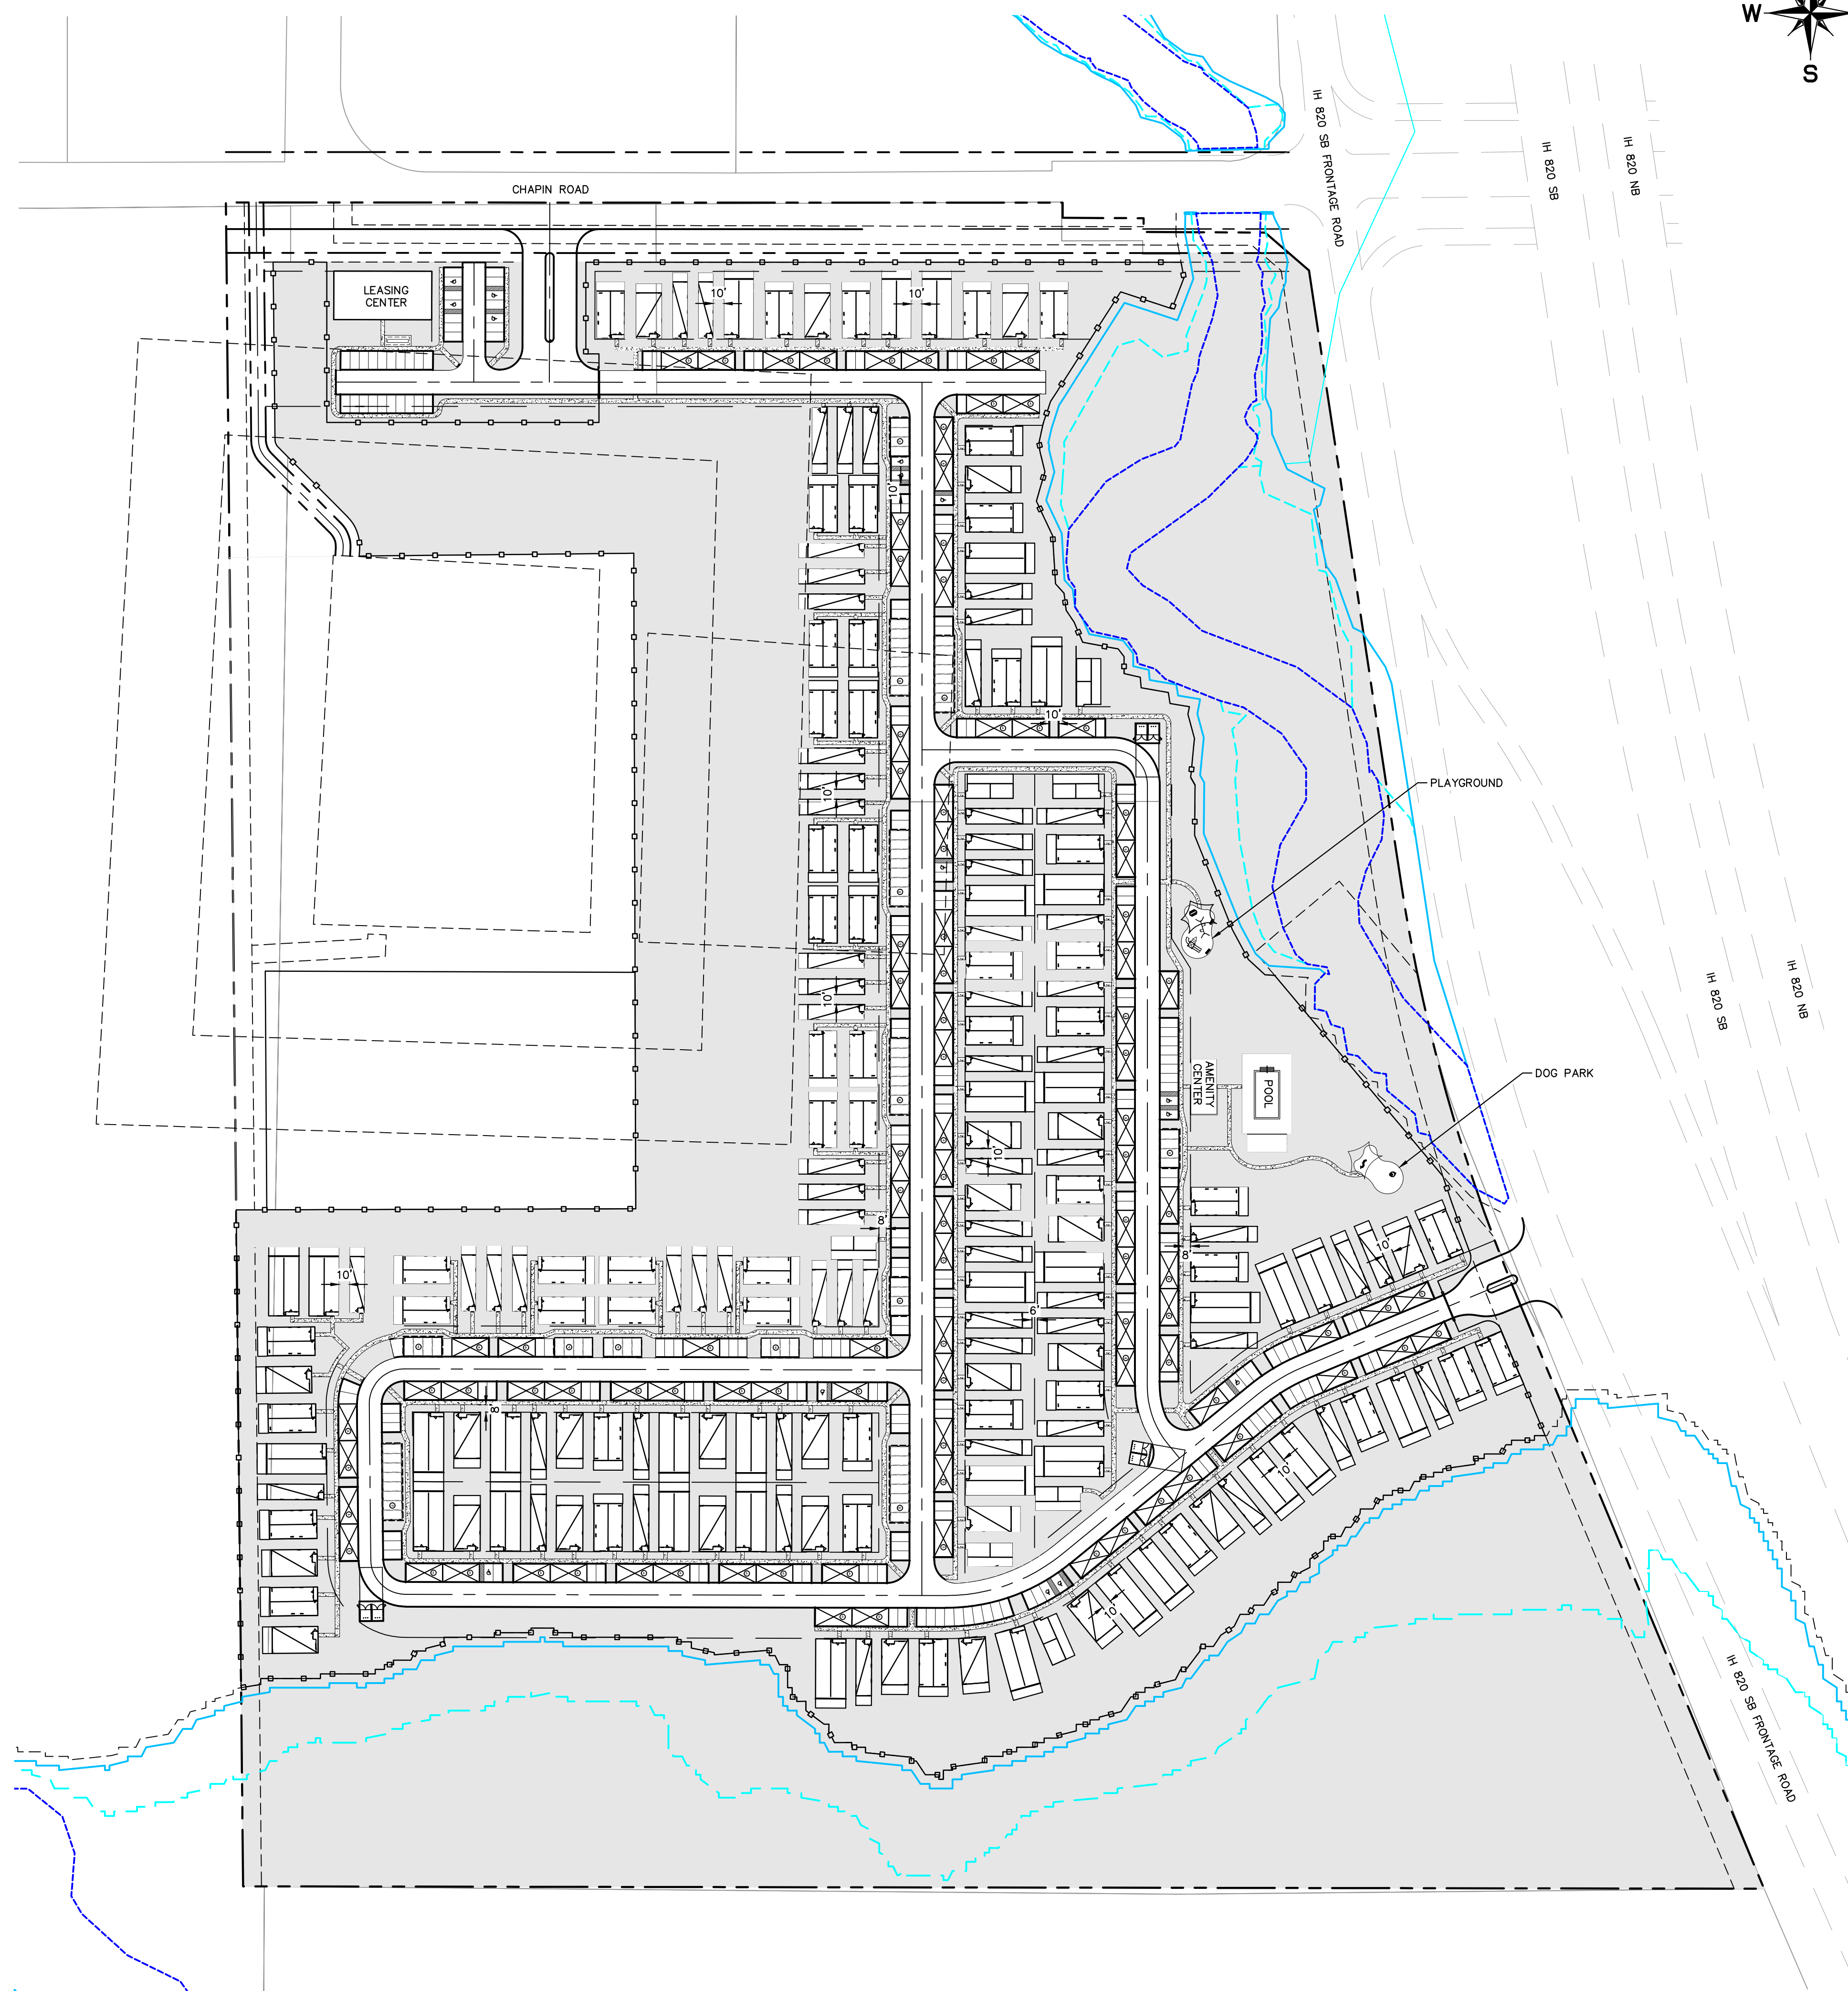 W
S
IH 820 SB FRONTAGE ROAD
IH 820 SB
IH 820 NB
CHAPIN ROAD
LEASING
CENTER
10'
10'
10'
10'
PLAYGROUND
10'
10'
IH 820 SB
IH 820 NB
AMENITY
CENTER
POOL
DOG PARK
10'
8'
8'
10'
10'
6'
8'
10'
10'
IH 820 SB FRONTAGE ROAD